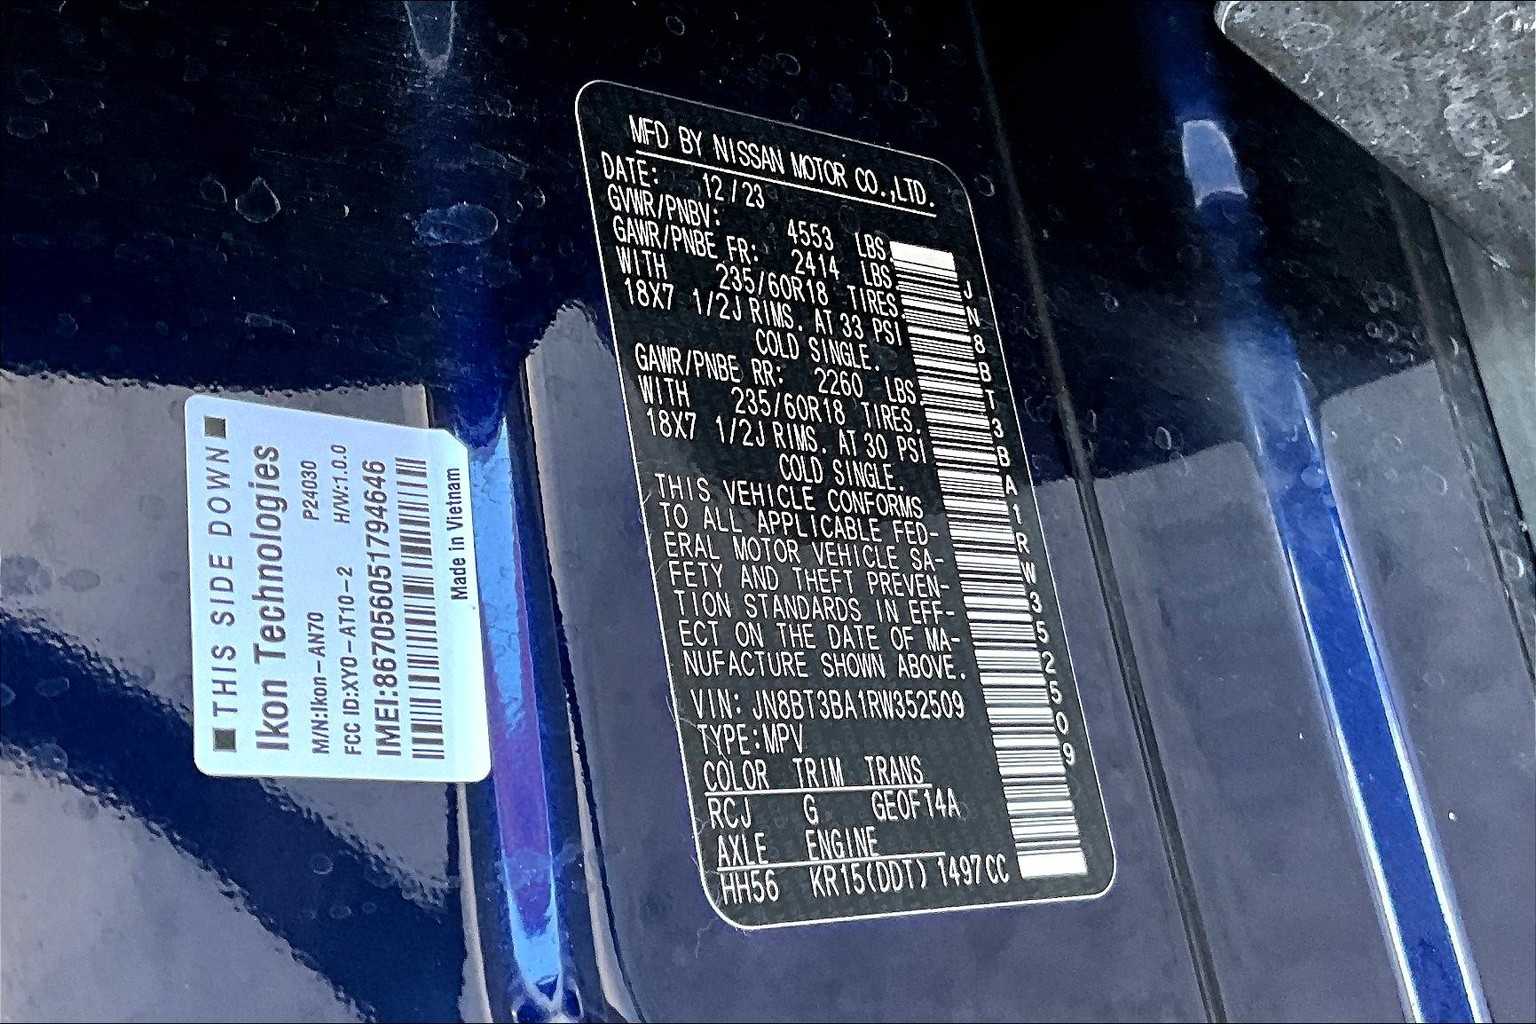 MFD BY NISSAN MOTOR CO.,LTD.
DATE: 12/23
GVWR/PNBV: 4553 LBS
GAWR/PNBE FR: 2414 LBS
WITH 235/60R18 TIRES
18X7 1/2J RIMS. AT 33 PSI
COLD SINGLE.
GAWR/PNBE RR: 2260 LBS
WITH 235/60R18 TIRES.
18X7 1/2J RIMS. AT 30 PSI
COLD SINGLE.
THIS VEHICLE CONFORMS
TO ALL APPLICABLE FED-
ERAL MOTOR VEHICLE SA-
FETY AND THEFT PREVEN-
TION STANDARDS IN EFF-
ECT ON THE DATE OF MA-
NUFACTURE SHOWN ABOVE.
VIN: JN8BT3BA1RW352509
TYPE:MPV
COLOR TRIM TRANS
RCJ G GEOF14A
AXLE ENGINE
HH56 KR15(DDT) 1497CC
JN8BT3BA1RW352509
THIS SIDE DOWN
Ikon Technologies
M/N:Ikon-AN70 P24030
FCC ID:XYO-AT10-2 H/W:1.0.0
IMEI:867056051794646
Made in Vietnam